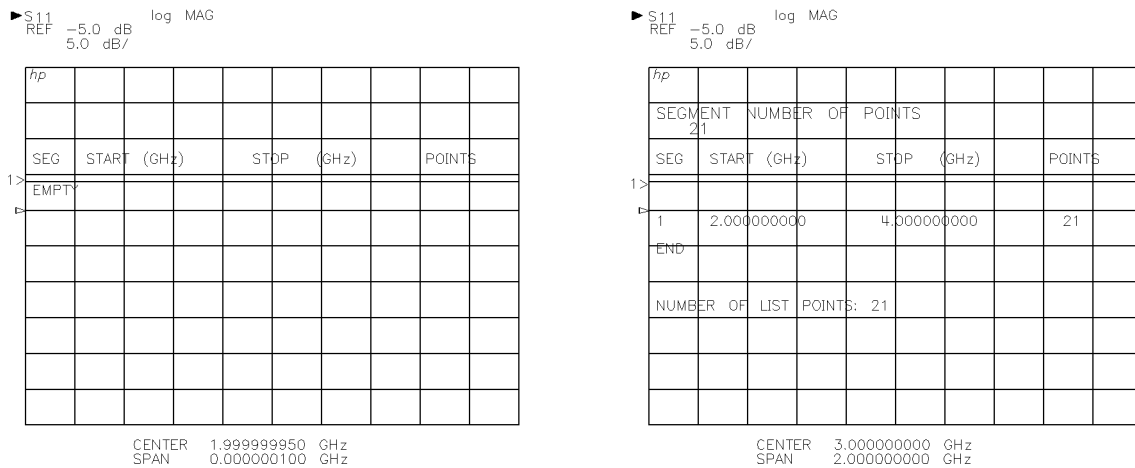 S11 log MAG
REF -5.0 dB
5.0 dB/
hp
SEG START (GHz) STOP (GHz) POINTS
1>
EMPTY
CENTER 1.999999950 GHz
SPAN 0.000000100 GHz
S11 log MAG
REF -5.0 dB
5.0 dB/
hp
SEGMENT NUMBER OF POINTS
21
SEG START (GHz) STOP (GHz) POINTS
1>
1 2.000000000 4.000000000 21
END
NUMBER OF LIST POINTS: 21
CENTER 3.000000000 GHz
SPAN 2.000000000 GHz